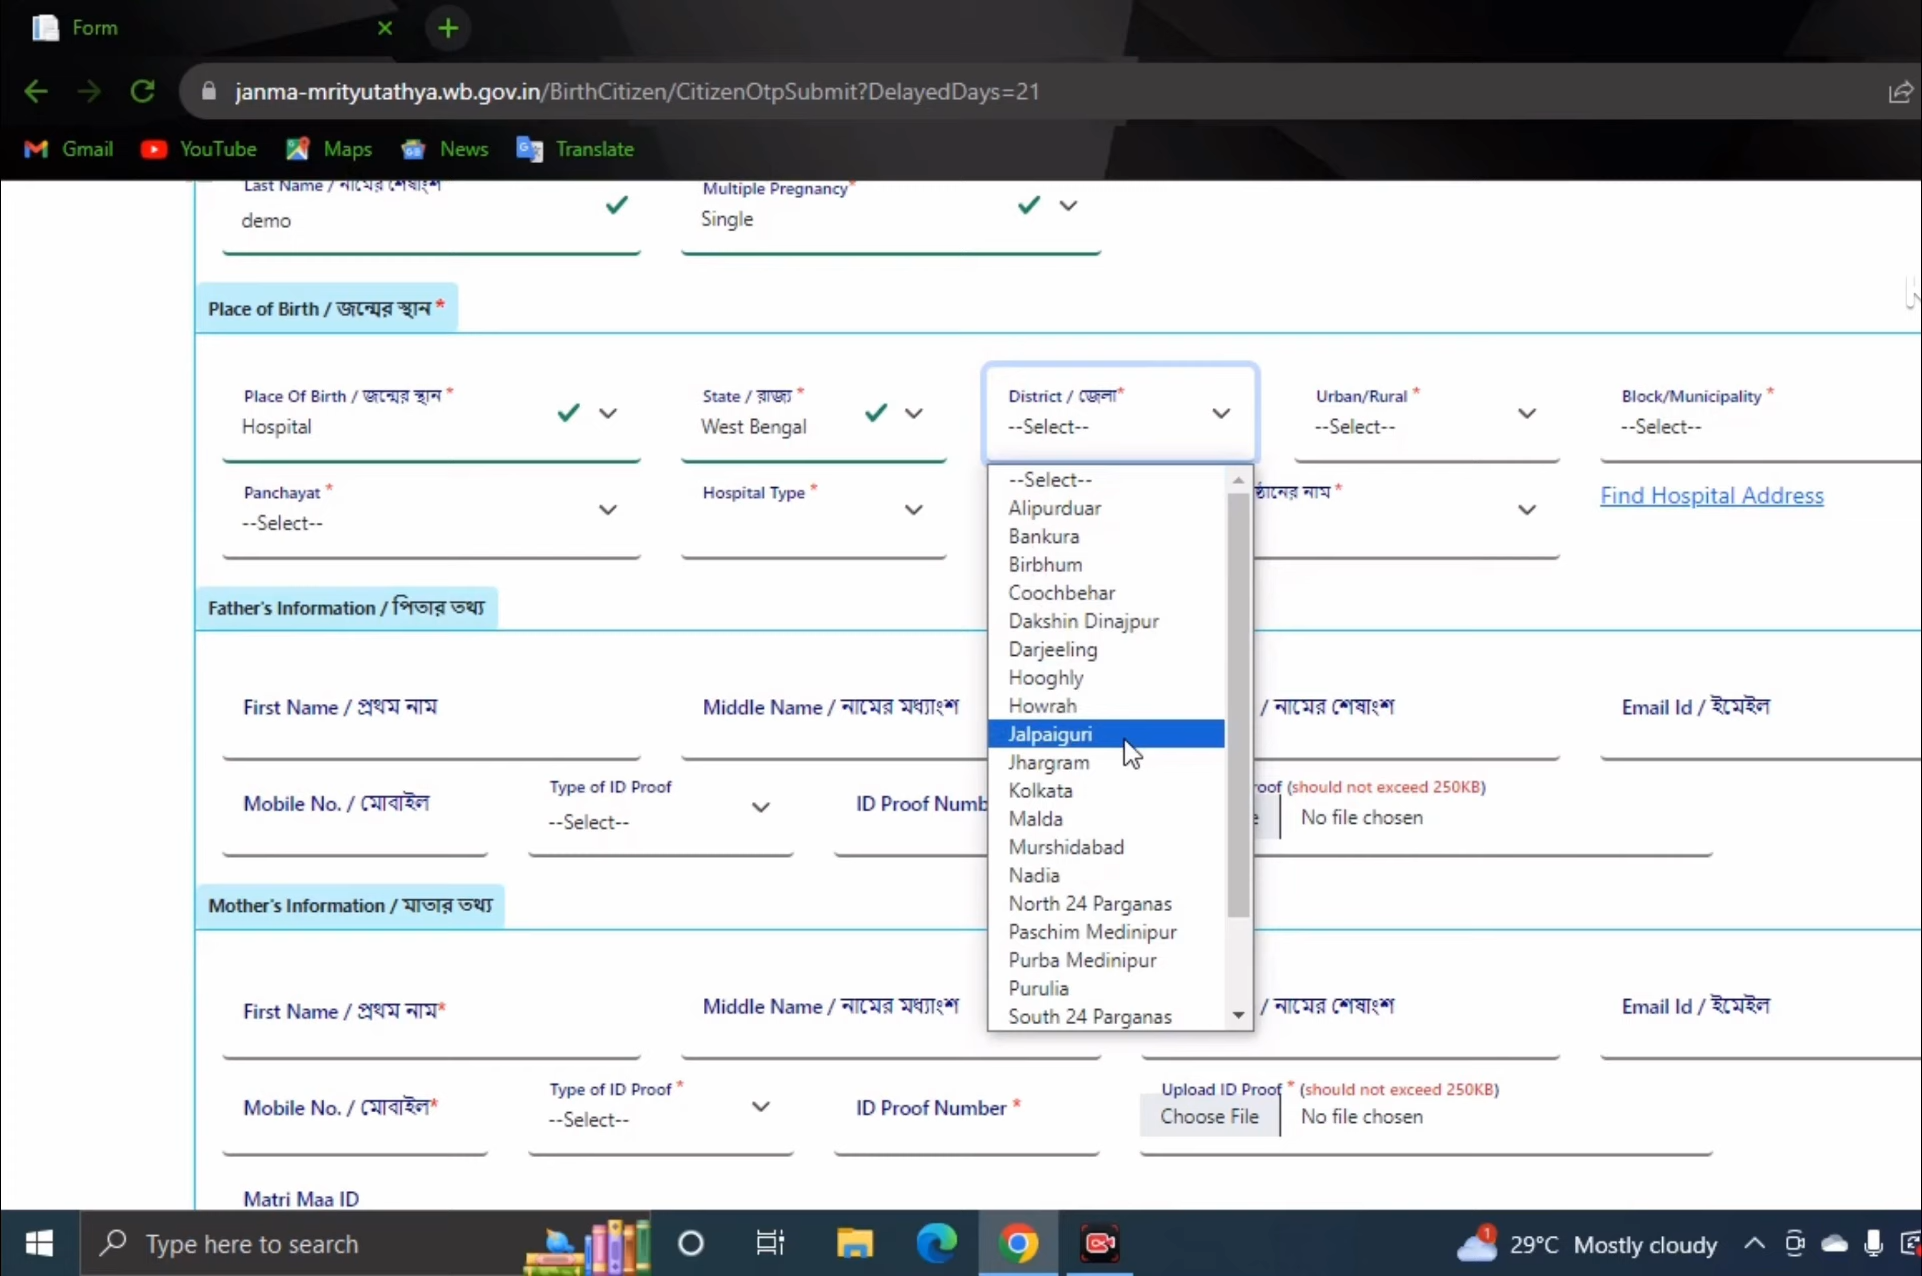 Form
janma-mrityutathya.wb.gov.in/BirthCitizen/CitizenOtpSubmit?DelayedDays=21
Gmail YouTube Maps News Translate
Last Name / নামের শেষাংশ Multiple Pregnancy*
demo Single
Place of Birth / জন্মের স্থান *
Place Of Birth / জন্মের স্থান * State / রাজ্য * District / জেলা* Urban/Rural * Block/Municipality *
Hospital West Bengal --Select-- --Select-- --Select--
Panchayat * Hospital Type * নাম * Find Hospital Address
--Select--
--Select--
Alipurduar
Bankura
Birbhum
Coochbehar
Dakshin Dinajpur
Darjeeling
Hooghly
Howrah
Jalpaiguri
Jhargram
Kolkata
Malda
Murshidabad
Nadia
North 24 Parganas
Paschim Medinipur
Purba Medinipur
Purulia
South 24 Parganas
Father's Information / পিতার তথ্য
First Name / প্রথম নাম Middle Name / নামের মধ্যাংশ / নামের শেষাংশ Email Id / ইমেইল
Mobile No. / মোবাইল Type of ID Proof ID Proof Numb oof (should not exceed 250KB)
--Select-- e No file chosen
Mother's Information / মাতার তথ্য
First Name / প্রথম নাম* Middle Name / নামের মধ্যাংশ / নামের শেষাংশ Email Id / ইমেইল
Mobile No. / মোবাইল* Type of ID Proof * ID Proof Number * Upload ID Proof * (should not exceed 250KB)
--Select-- Choose File No file chosen
Matri Maa ID
Type here to search 1 29°C Mostly cloudy